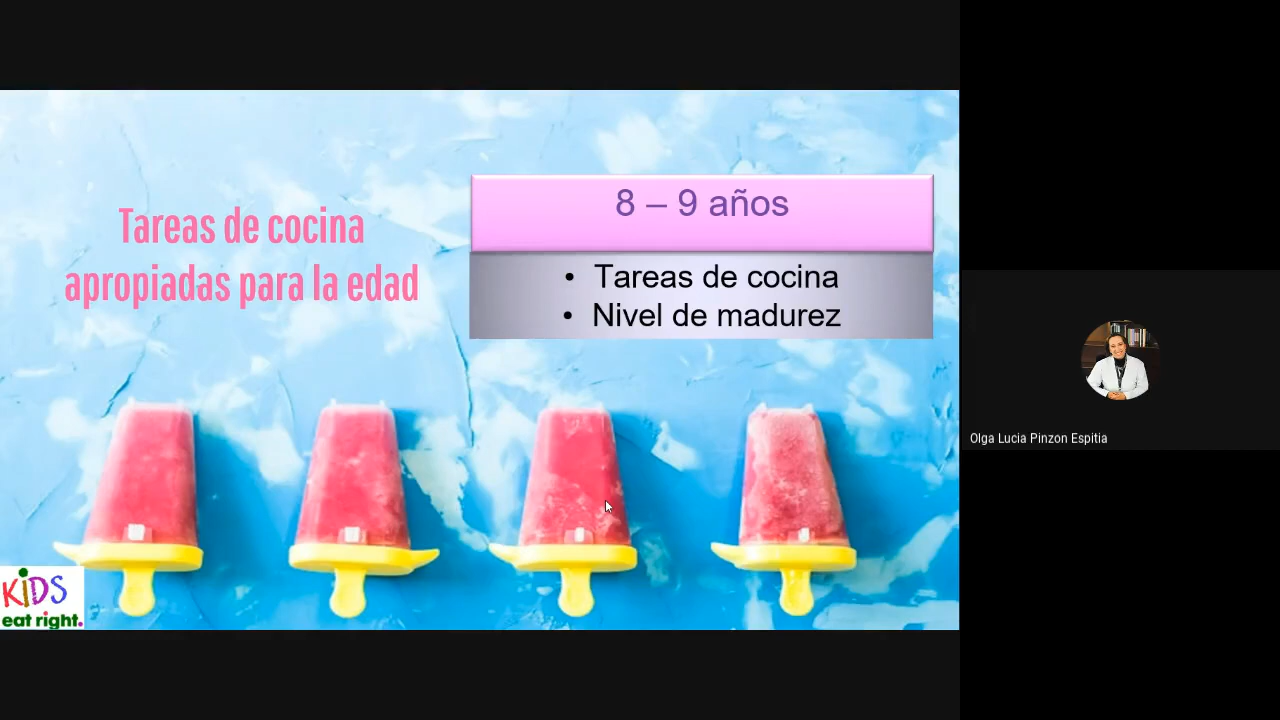 Tareas de cocina
apropiadas para la edad
8 – 9 años
• Tareas de cocina
• Nivel de madurez
KiDS
eat right.
Olga Lucia Pinzon Espitia